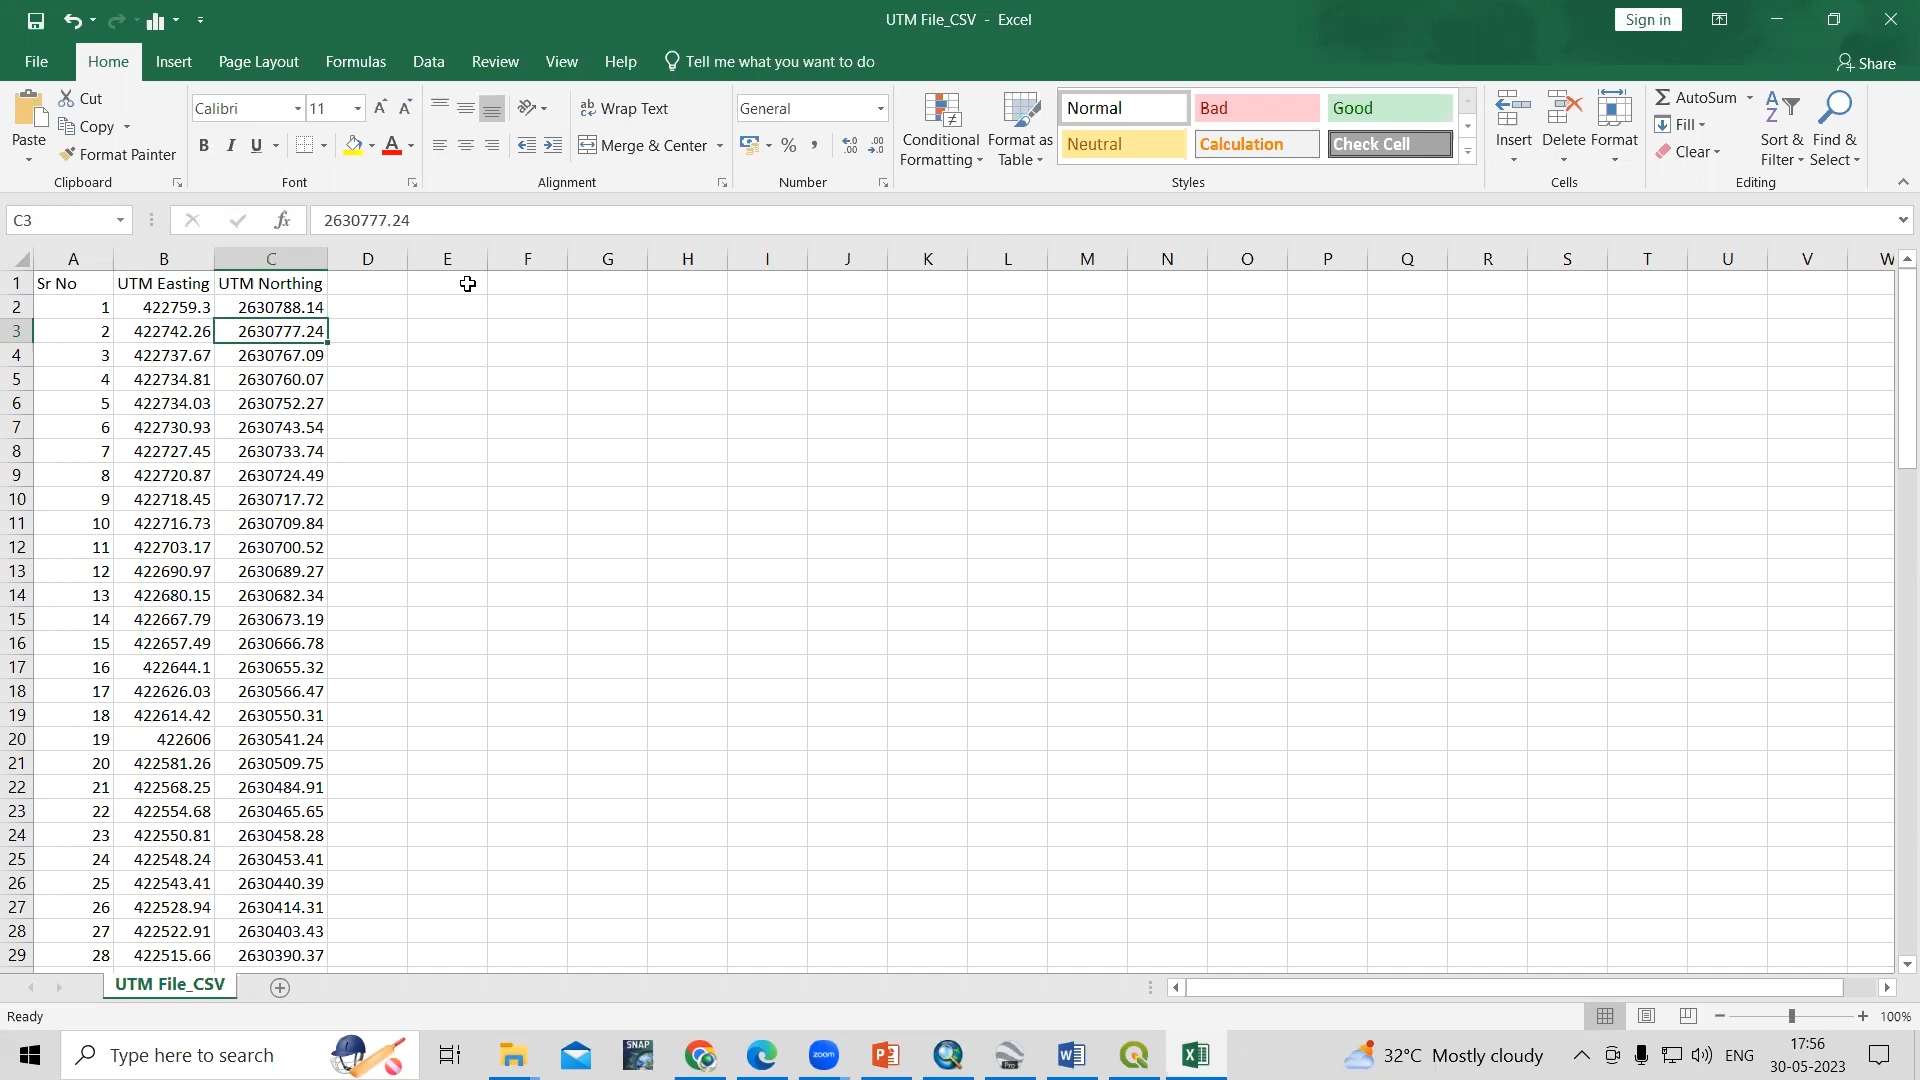 UTM File_CSV - Excel
Sign in
File Home Insert Page Layout Formulas Data Review View Help Tell me what you want to do Share
Paste
Cut
Copy
Format Painter
Clipboard
Calibri 11
B I U
Font
Wrap Text
Merge & Center
Alignment
General
Number
Conditional Formatting
Format as Table
Normal Bad Good
Neutral Calculation Check Cell
Styles
Insert Delete Format
Cells
AutoSum
Fill
Clear
Sort & Filter
Find & Select
Editing
C3 fx 2630777.24
A B C D E F G H I J K L M N O P Q R S T U V W
1 Sr No UTM Easting UTM Northing
2 1 422759.3 2630788.14
3 2 422742.26 2630777.24
4 3 422737.67 2630767.09
5 4 422734.81 2630760.07
6 5 422734.03 2630752.27
7 6 422730.93 2630743.54
8 7 422727.45 2630733.74
9 8 422720.87 2630724.49
10 9 422718.45 2630717.72
11 10 422716.73 2630709.84
12 11 422703.17 2630700.52
13 12 422690.97 2630689.27
14 13 422680.15 2630682.34
15 14 422667.79 2630673.19
16 15 422657.49 2630666.78
17 16 422644.1 2630655.32
18 17 422626.03 2630566.47
19 18 422614.42 2630550.31
20 19 422606 2630541.24
21 20 422581.26 2630509.75
22 21 422568.25 2630484.91
23 22 422554.68 2630465.65
24 23 422550.81 2630458.28
25 24 422548.24 2630453.41
26 25 422543.41 2630440.39
27 26 422528.94 2630414.31
28 27 422522.91 2630403.43
29 28 422515.66 2630390.37
UTM File_CSV
Ready
100%
Type here to search
SNAP
zoom
Pro
32°C Mostly cloudy
ENG
17:56
30-05-2023